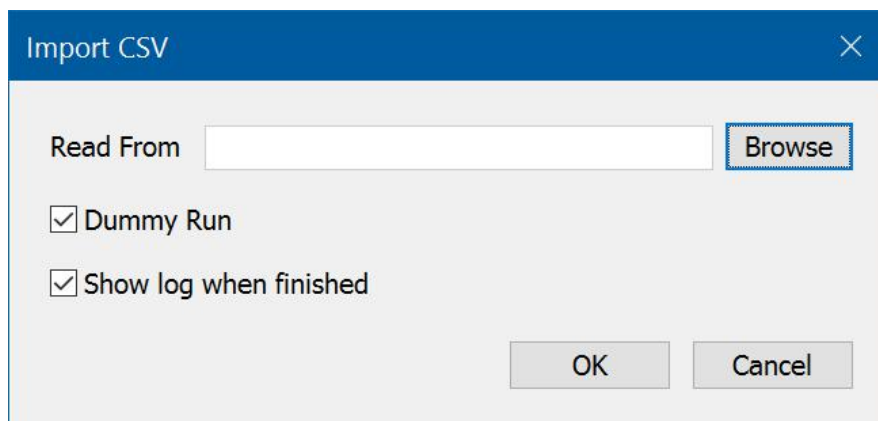 Import CSV
Read From
Browse
Dummy Run
Show log when finished
OK
Cancel